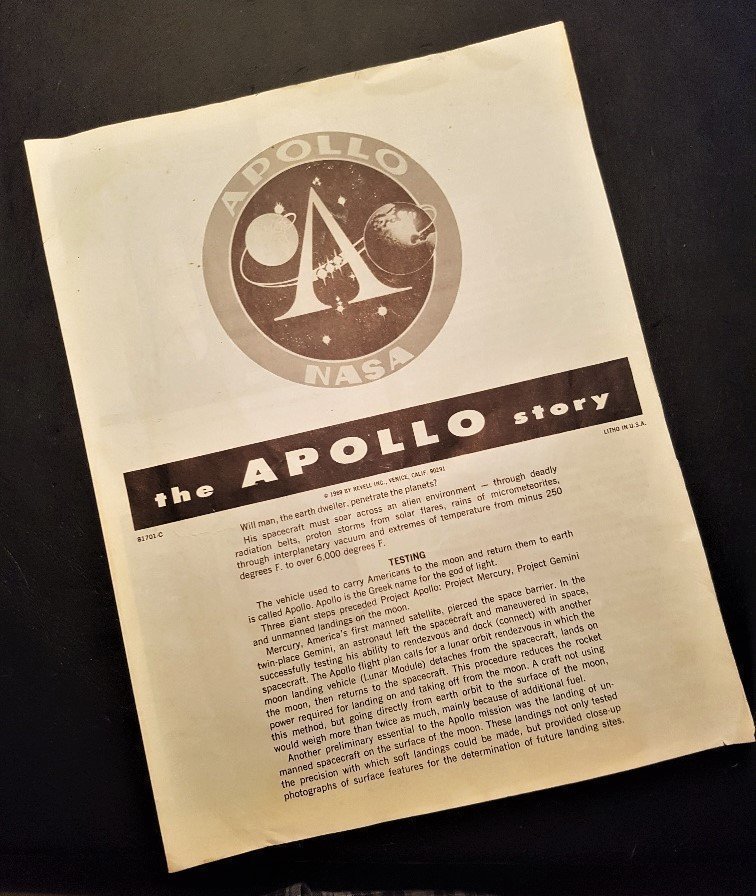 APOLLO
A
NASA
the APOLLO story
LITHO IN U.S.A.
© 1969 BY REVELL INC., VENICE, CALIF. 90291
81701-C
Will man, the earth dweller, penetrate the planets?
His spacecraft must soar across an alien environment — through deadly
radiation belts, proton storms from solar flares, rains of micrometeorites,
through interplanetary vacuum and extremes of temperature from minus 250
degrees F. to over 6,000 degrees F.
TESTING
The vehicle used to carry Americans to the moon and return them to earth
is called Apollo. Apollo is the Greek name for the god of light.
Three giant steps preceded Project Apollo: Project Mercury, Project Gemini
and unmanned landings on the moon.
Mercury, America's first manned satellite, pierced the space barrier. In the
twin-place Gemini, an astronaut left the spacecraft and maneuvered in space,
successfully testing his ability to rendezvous and dock (connect) with another
spacecraft. The Apollo flight plan calls for a lunar orbit rendezvous in which the
moon landing vehicle (Lunar Module) detaches from the spacecraft, lands on
the moon, then returns to the spacecraft. This procedure reduces the rocket
power required for landing on and taking off from the moon. A craft not using
this method, but going directly from earth orbit to the surface of the moon,
would weigh more than twice as much, mainly because of additional fuel.
Another preliminary essential to the Apollo mission was the landing of un-
manned spacecraft on the surface of the moon. These landings not only tested
the precision with which soft landings could be made, but provided close-up
photographs of surface features for the determination of future landing sites.